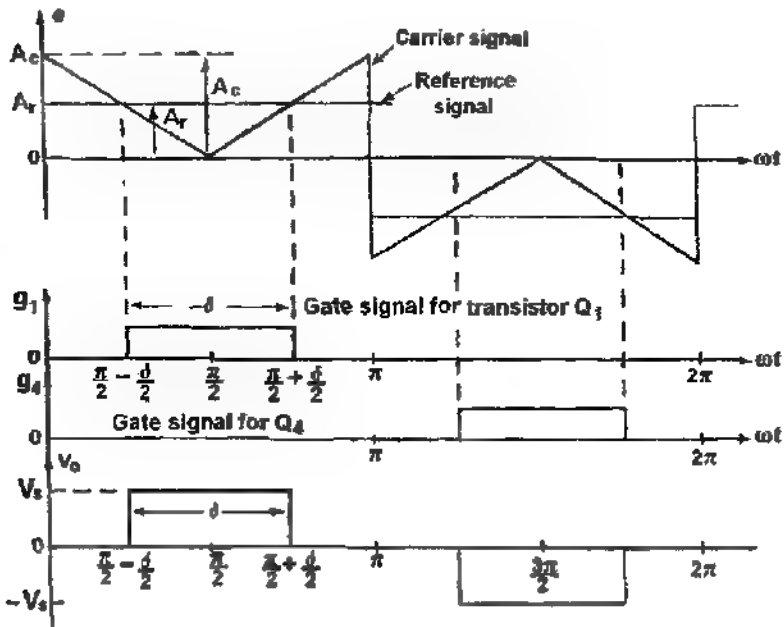 e
Carrier signal
Ac
Ac
Reference
signal
Ar
Ar
0
ωt
g1
d
Gate signal for transistor Q1
0
π/2 - d/2
π/2
π/2 + d/2
π
2π
ωt
g4
Gate signal for Q4
0
π
2π
ωt
vo
Vs
d
0
π/2 - d/2
π/2
π/2 + d/2
π
3π/2
2π
-Vs